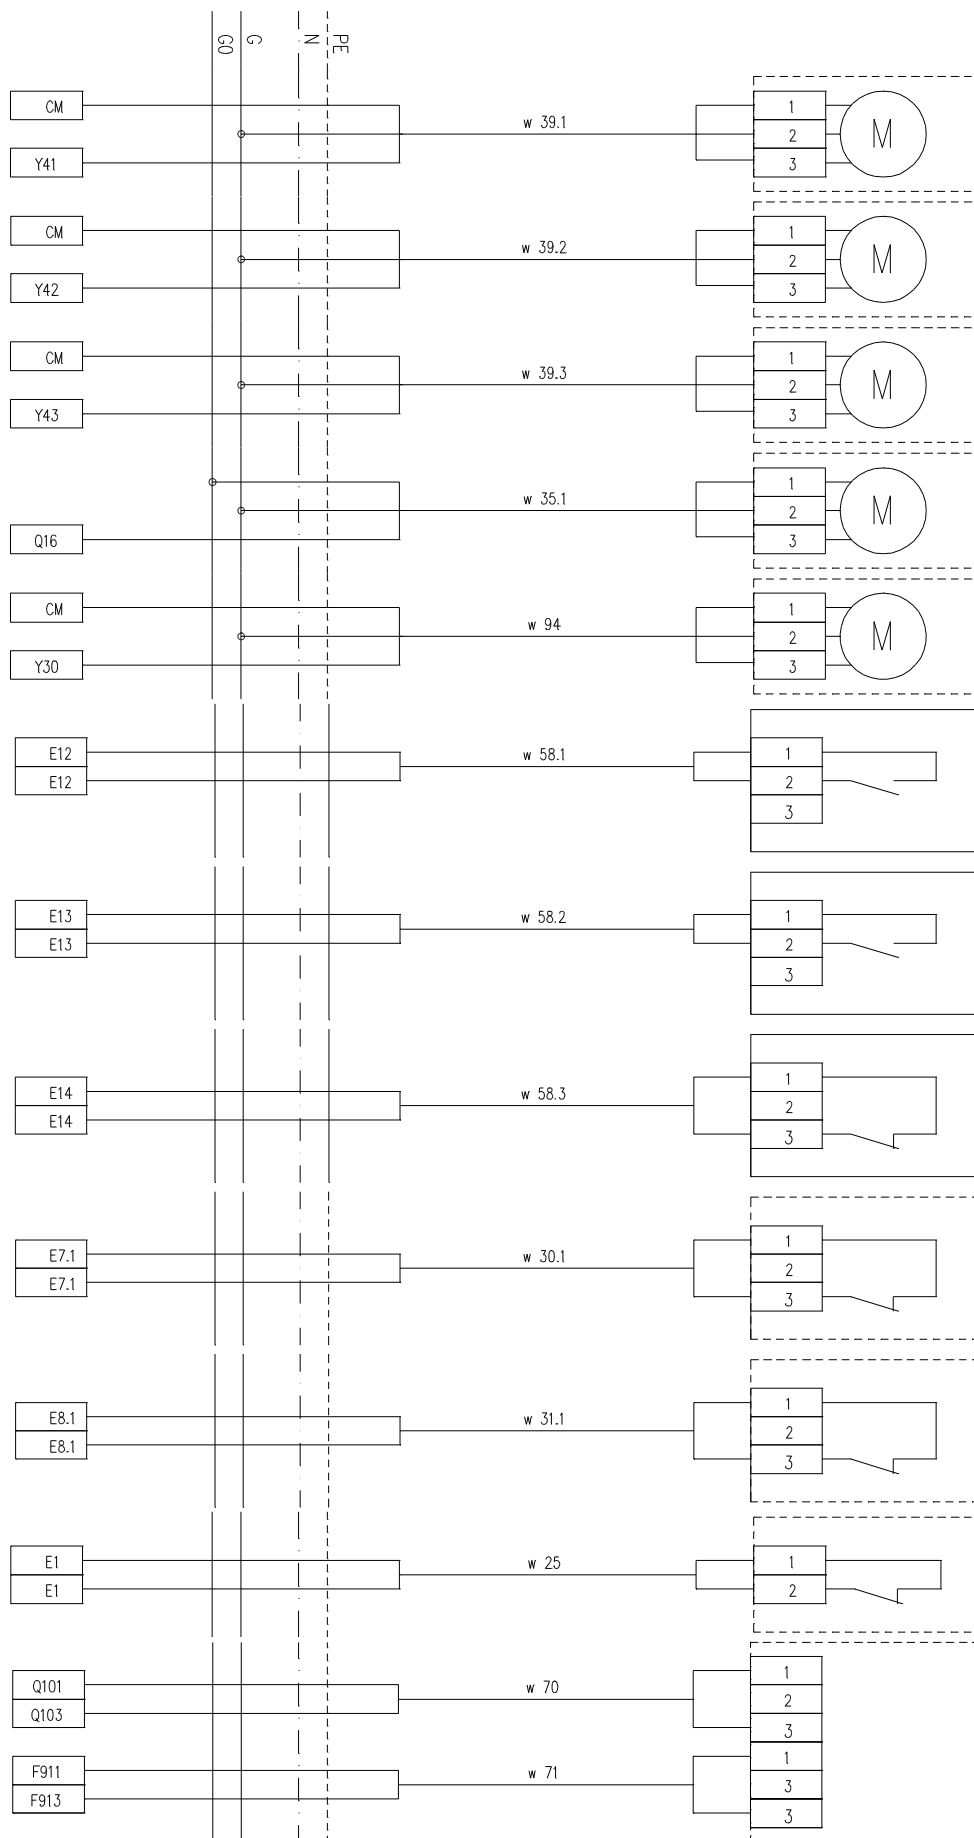 G0 G N PE
CM w 39.1 1 M
2
Y41 3
CM w 39.2 1 M
2
Y42 3
CM w 39.3 1 M
2
Y43 3
w 35.1 1 M
2
Q16 3
CM w 94 1 M
2
Y30 3
E12 w 58.1 1
E12 2
3
E13 w 58.2 1
E13 2
3
E14 w 58.3 1
E14 2
3
E7.1 w 30.1 1
E7.1 2
3
E8.1 w 31.1 1
E8.1 2
3
E1 w 25 1
E1 2
Q101 w 70 1
Q103 2
3
F911 w 71 1
F913 3
3